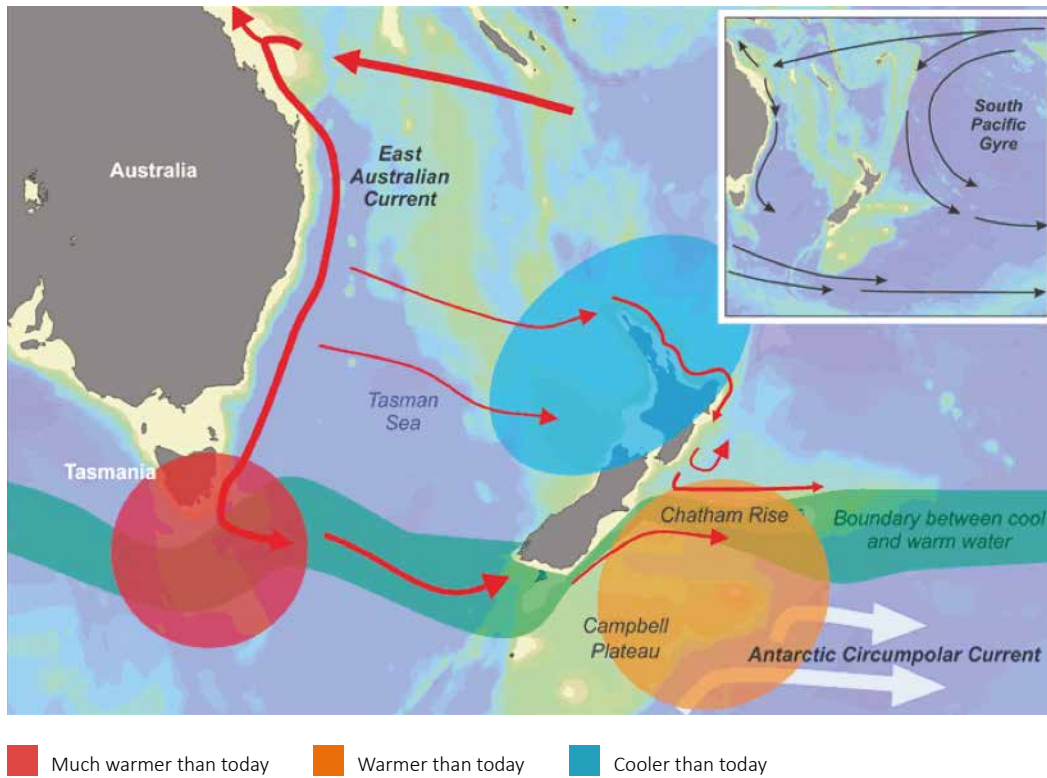 Australia
East
Australian
Current
South
Pacific
Gyre
Tasman
Sea
Tasmania
Chatham Rise
Boundary between cool
and warm water
Campbell
Plateau
Antarctic Circumpolar Current
Much warmer than today
Warmer than today
Cooler than today